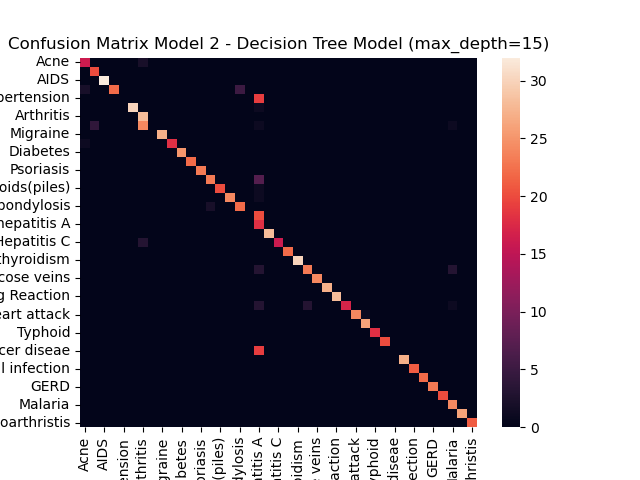 Confusion Matrix Model 2 - Decision Tree Model (max_depth=15)
Acne
AIDS
pertension
Arthritis
Migraine
Diabetes
Psoriasis
oids(piles)
pondylosis
hepatitis A
Hepatitis C
thyroidism
cose veins
g Reaction
eart attack
Typhoid
cer diseae
l infection
GERD
Malaria
oarthristis
30
25
20
15
10
5
0
Acne
AIDS
ension
thritis
graine
betes
riasis
(piles)
dylosis
titis A
titis C
oidism
veins
action
attack
yphoid
diseae
ection
GERD
alaria
hristis